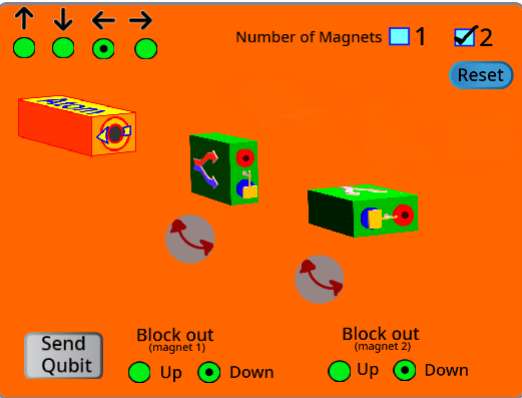 Number of Magnets 1 2
Reset
Atom
Send
Qubit
Block out
(magnet 1)
Up Down
Block out
(magnet 2)
Up Down